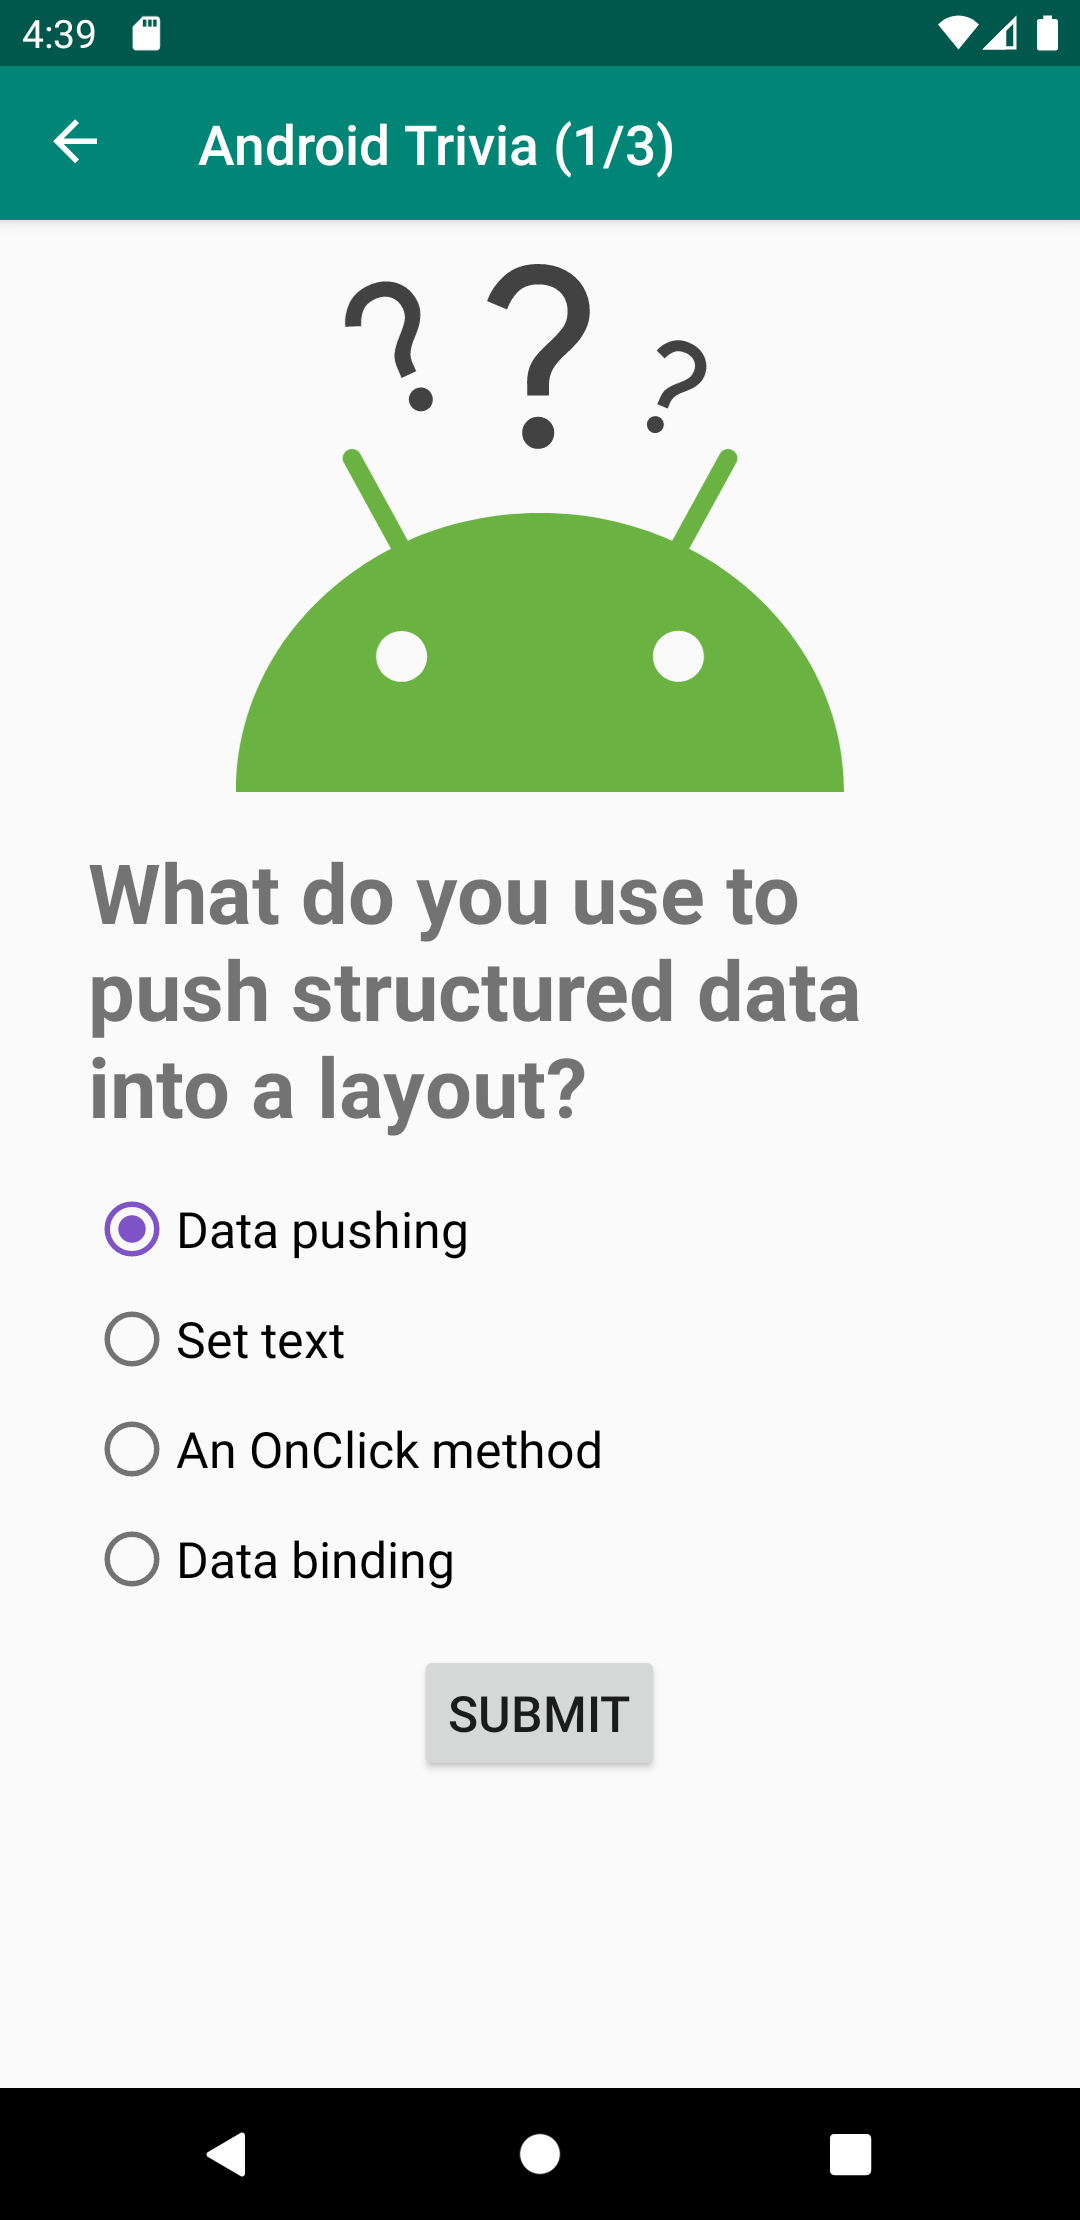 4:39
Android Trivia (1/3)
? ? ?
What do you use to
push structured data
into a layout?
Data pushing
Set text
An OnClick method
Data binding
SUBMIT